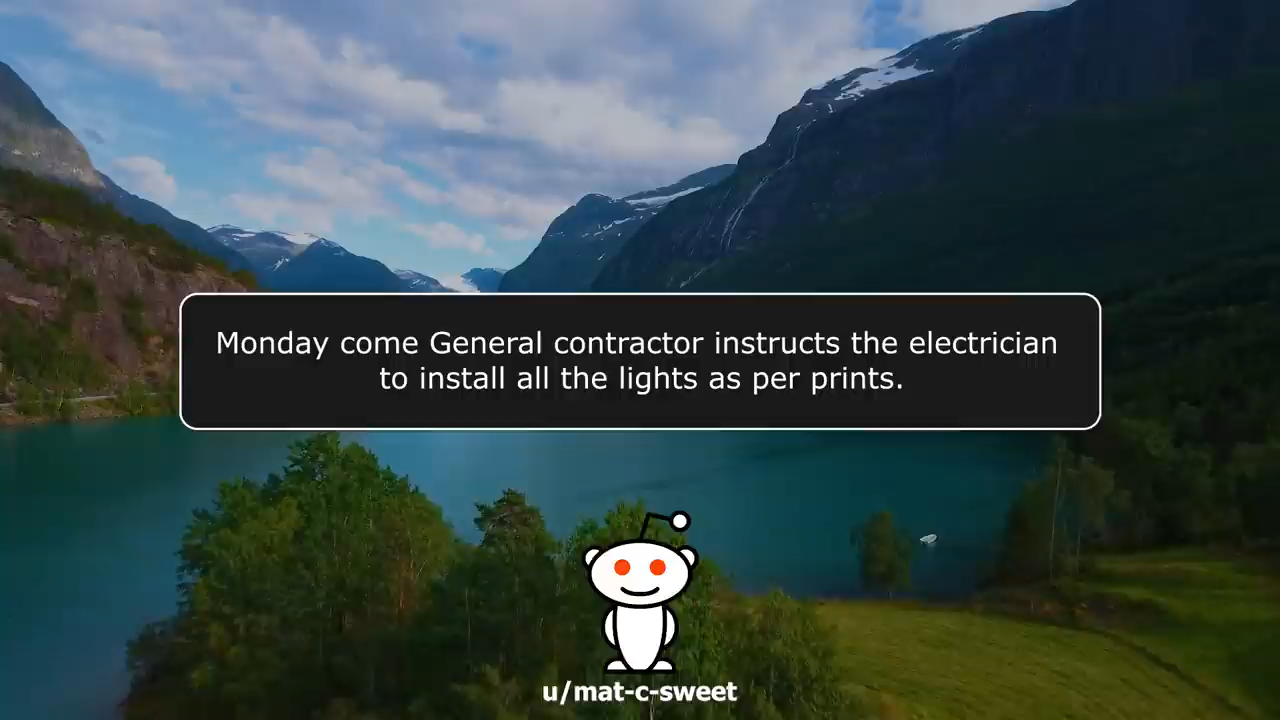 Monday come General contractor instructs the electrician
to install all the lights as per prints.
u/mat-c-sweet